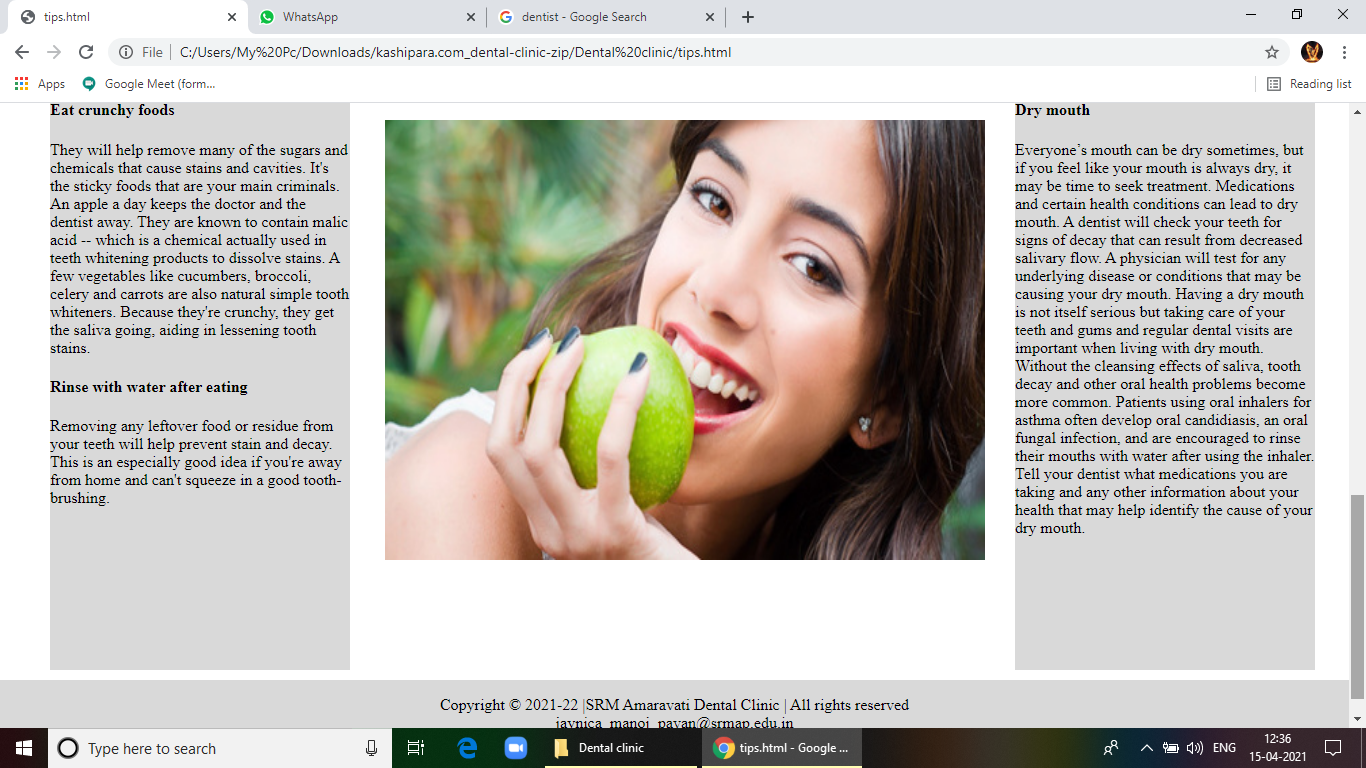 tips.html
WhatsApp
dentist - Google Search
File
C:/Users/My%20Pc/Downloads/kashipara.com_dental-clinic-zip/Dental%20clinic/tips.html
Apps
Google Meet (form...
Reading list
Eat crunchy foods
They will help remove many of the sugars and
chemicals that cause stains and cavities. It's
the sticky foods that are your main criminals.
An apple a day keeps the doctor and the
dentist away. They are known to contain malic
acid -- which is a chemical actually used in
teeth whitening products to dissolve stains. A
few vegetables like cucumbers, broccoli,
celery and carrots are also natural simple tooth
whiteners. Because they're crunchy, they get
the saliva going, aiding in lessening tooth
stains.
Rinse with water after eating
Removing any leftover food or residue from
your teeth will help prevent stain and decay.
This is an especially good idea if you're away
from home and can't squeeze in a good tooth-
brushing.
Dry mouth
Everyone’s mouth can be dry sometimes, but
if you feel like your mouth is always dry, it
may be time to seek treatment. Medications
and certain health conditions can lead to dry
mouth. A dentist will check your teeth for
signs of decay that can result from decreased
salivary flow. A physician will test for any
underlying disease or conditions that may be
causing your dry mouth. Having a dry mouth
is not itself serious but taking care of your
teeth and gums and regular dental visits are
important when living with dry mouth.
Without the cleansing effects of saliva, tooth
decay and other oral health problems become
more common. Patients using oral inhalers for
asthma often develop oral candidiasis, an oral
fungal infection, and are encouraged to rinse
their mouths with water after using the inhaler.
Tell your dentist what medications you are
taking and any other information about your
health that may help identify the cause of your
dry mouth.
Copyright © 2021-22 |SRM Amaravati Dental Clinic | All rights reserved
javnica_manoj_pavan@srmap.edu.in
Type here to search
Dental clinic
tips.html - Google ...
ENG
12:36
15-04-2021